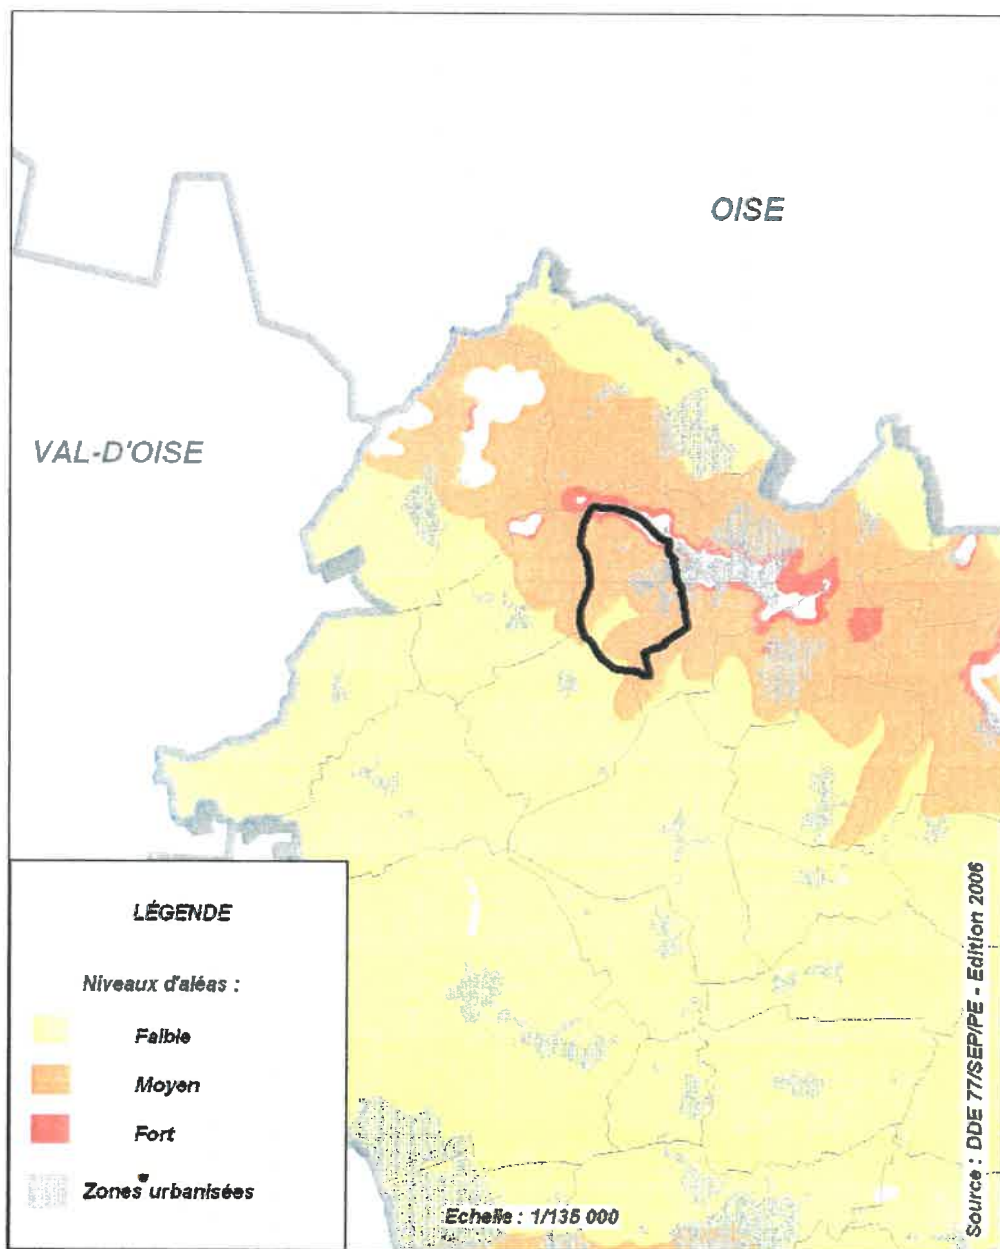 OISE
VAL-D'OISE
LÉGENDE
Niveaux d'aléas :
Faible
Moyen
Fort
Zones urbanisées
Echelle : 1/135 000
Source : DDE 77/SEP/PE - Edition 2006